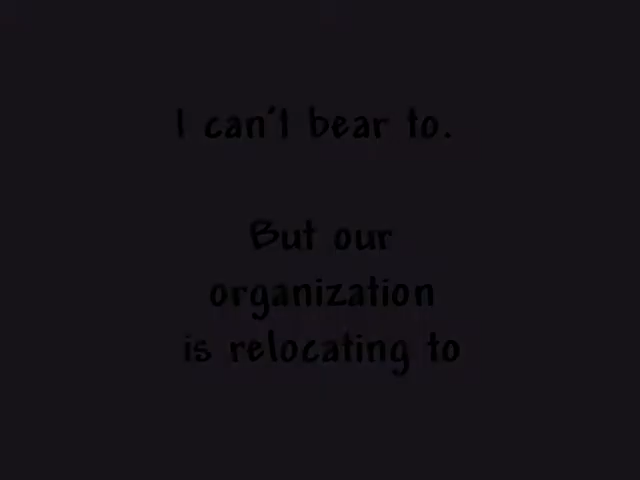 I can't bear to.
But our
organization
is relocating to